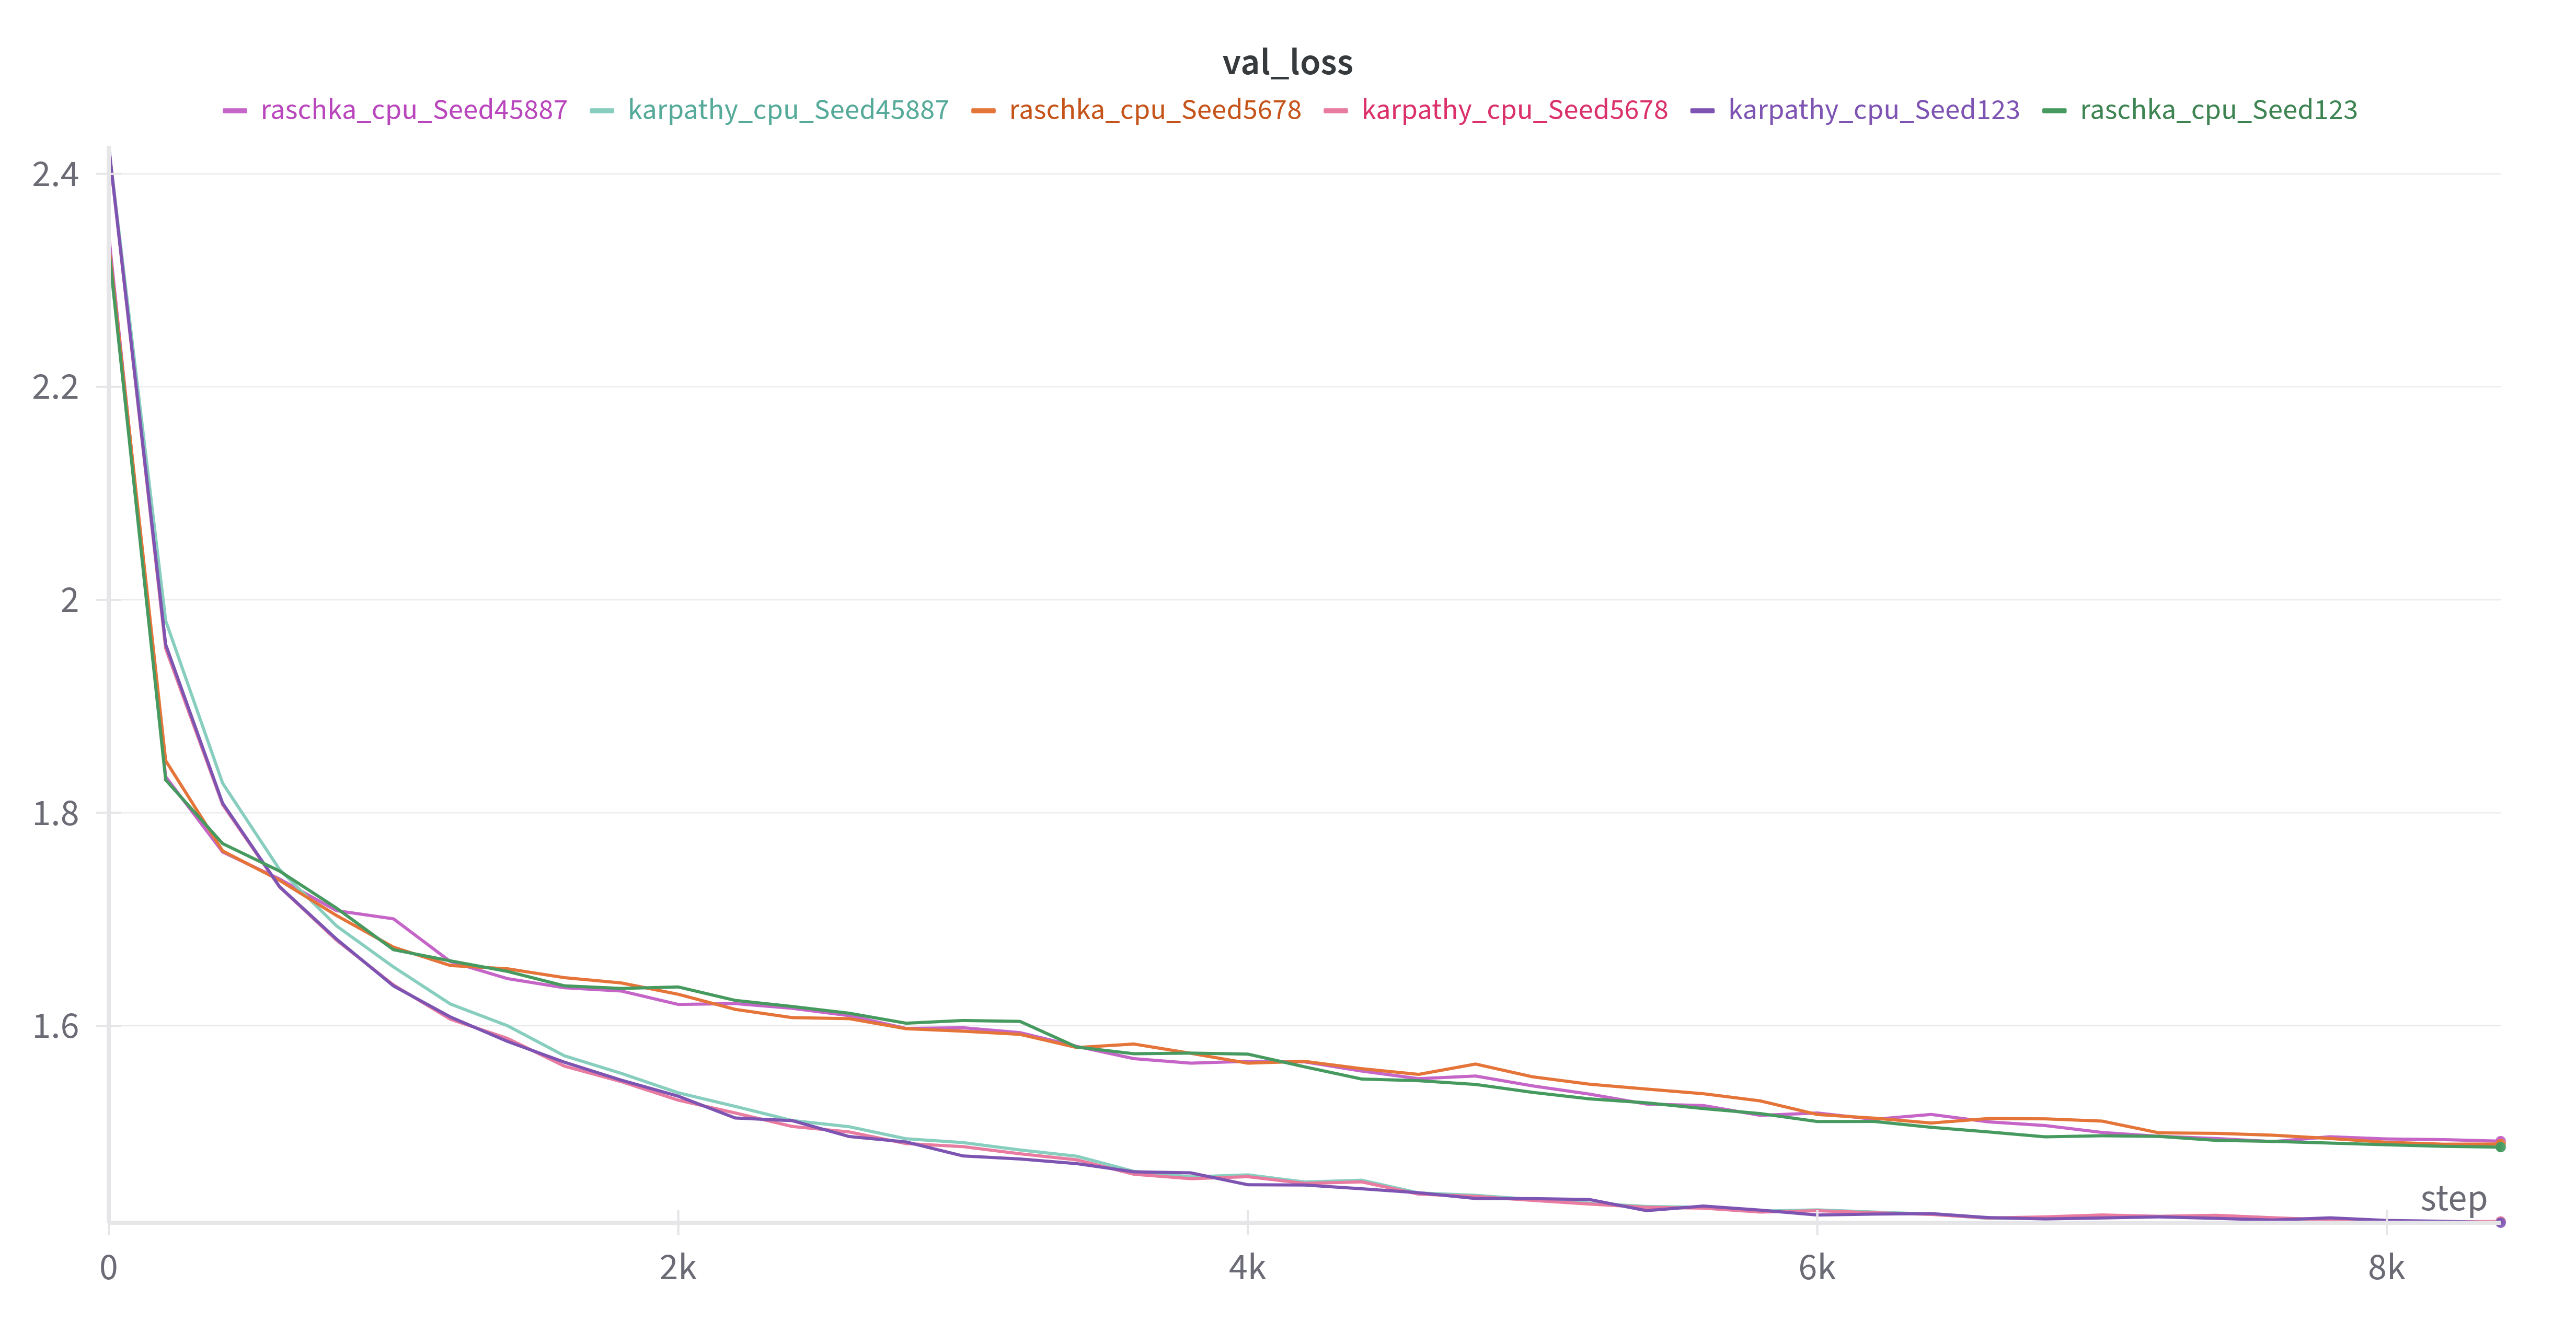 val_loss
raschka_cpu_Seed45887 karpathy_cpu_Seed45887 raschka_cpu_Seed5678 karpathy_cpu_Seed5678 karpathy_cpu_Seed123 raschka_cpu_Seed123
2.4
2.2
2
1.8
1.6
step
0 2k 4k 6k 8k